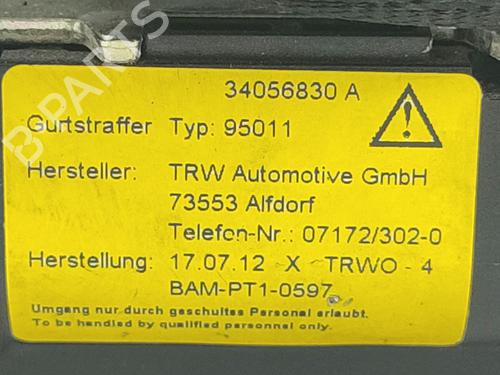 B-PARTS
34056830 A
Gurtstraffer Typ: 95011
Hersteller: TRW Automotive GmbH
73553 Alfdorf
Telefon-Nr.: 07172/302-0
Herstellung: 17.07.12 X TRWO - 4
BAM-PT1-0597
Umgang nur durch geschultes Personal erlaubt.
To be handled by qualified personnel only.